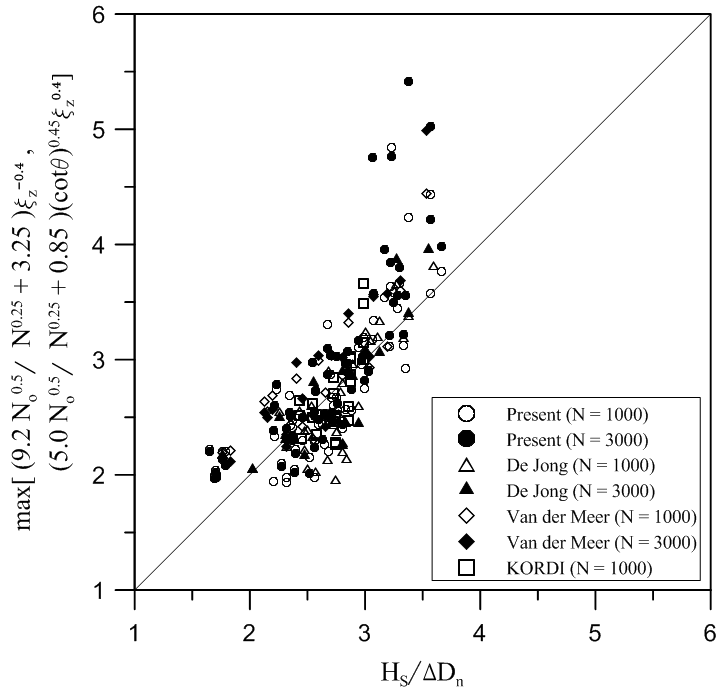 max[ (9.2 Nₒ^0.5 / N^0.25 + 3.25 )ξ_z^-0.4 ,
(5.0 Nₒ^0.5 / N^0.25 + 0.85 )(cotθ)^0.45 ξ_z^0.4]
6
5
4
3
2
1
Present (N = 1000)
Present (N = 3000)
De Jong (N = 1000)
De Jong (N = 3000)
Van der Meer (N = 1000)
Van der Meer (N = 3000)
KORDI (N = 1000)
1 2 3 4 5 6
H_S/ΔD_n